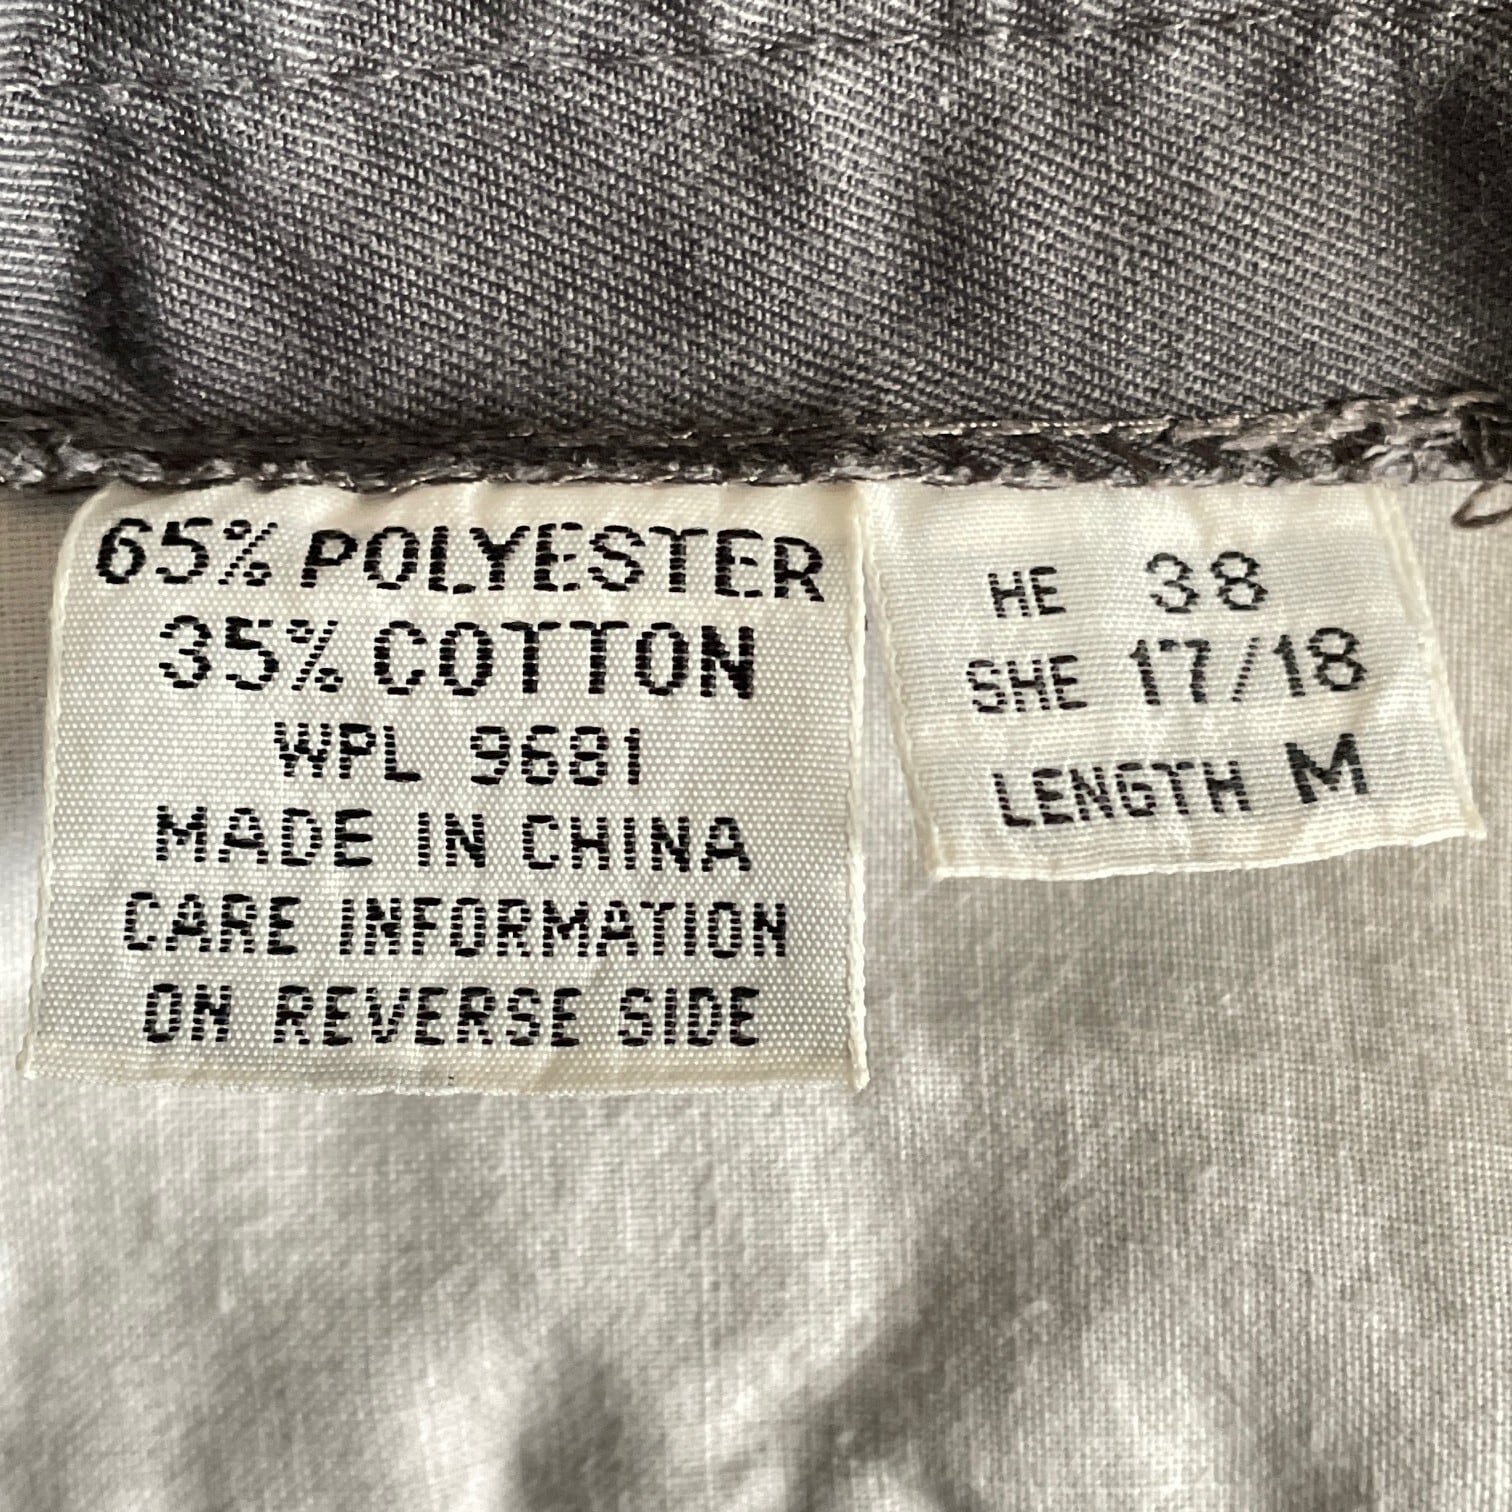 65% POLYESTER
35% COTTON
WPL 9681
MADE IN CHINA
CARE INFORMATION
ON REVERSE SIDE
HE 38
SHE 17/18
LENGTH M